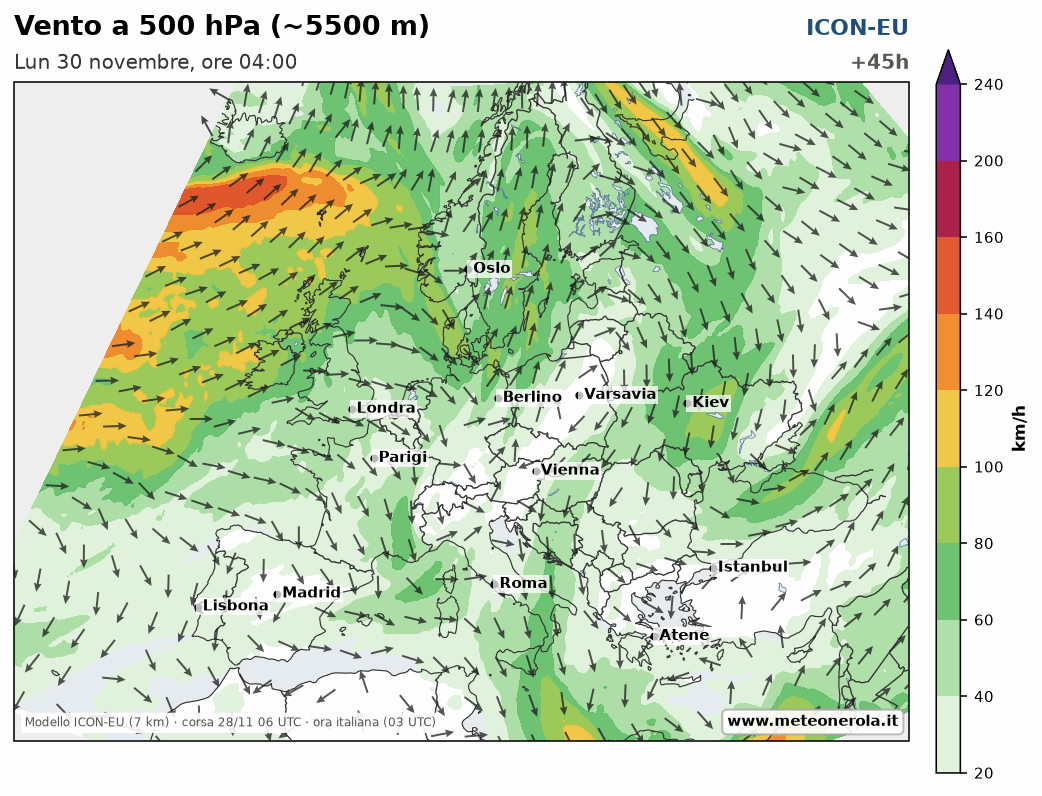 Vento a 500 hPa (~5500 m)
ICON-EU
Lun 30 novembre, ore 04:00
+45h
240
200
160
140
120
100
80
60
40
20
km/h
Oslo
Berlino
Varsavia
Kiev
Londra
Parigi
Vienna
Istanbul
Roma
Madrid
Lisbona
Atene
Modello ICON-EU (7 km) · corsa 28/11 06 UTC · ora italiana (03 UTC)
www.meteonerola.it